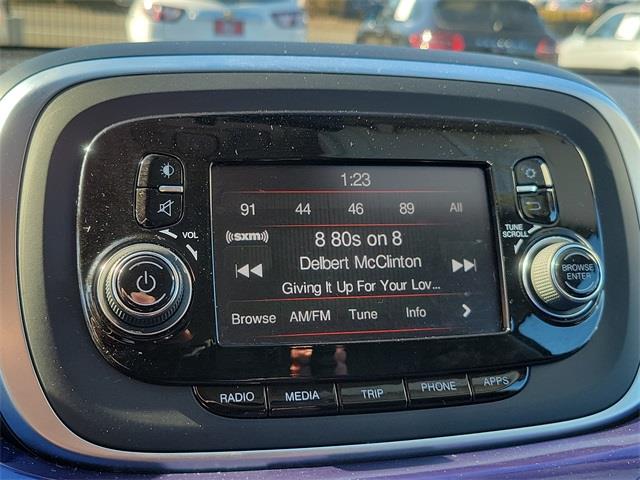 1:23
91 44 46 89 All
VOL
((sxm))
8 80s on 8
TUNE
SCROLL
Delbert McClinton
BROWSE
ENTER
Giving It Up For Your Lov...
Browse AM/FM Tune Info
RADIO MEDIA TRIP PHONE APPS